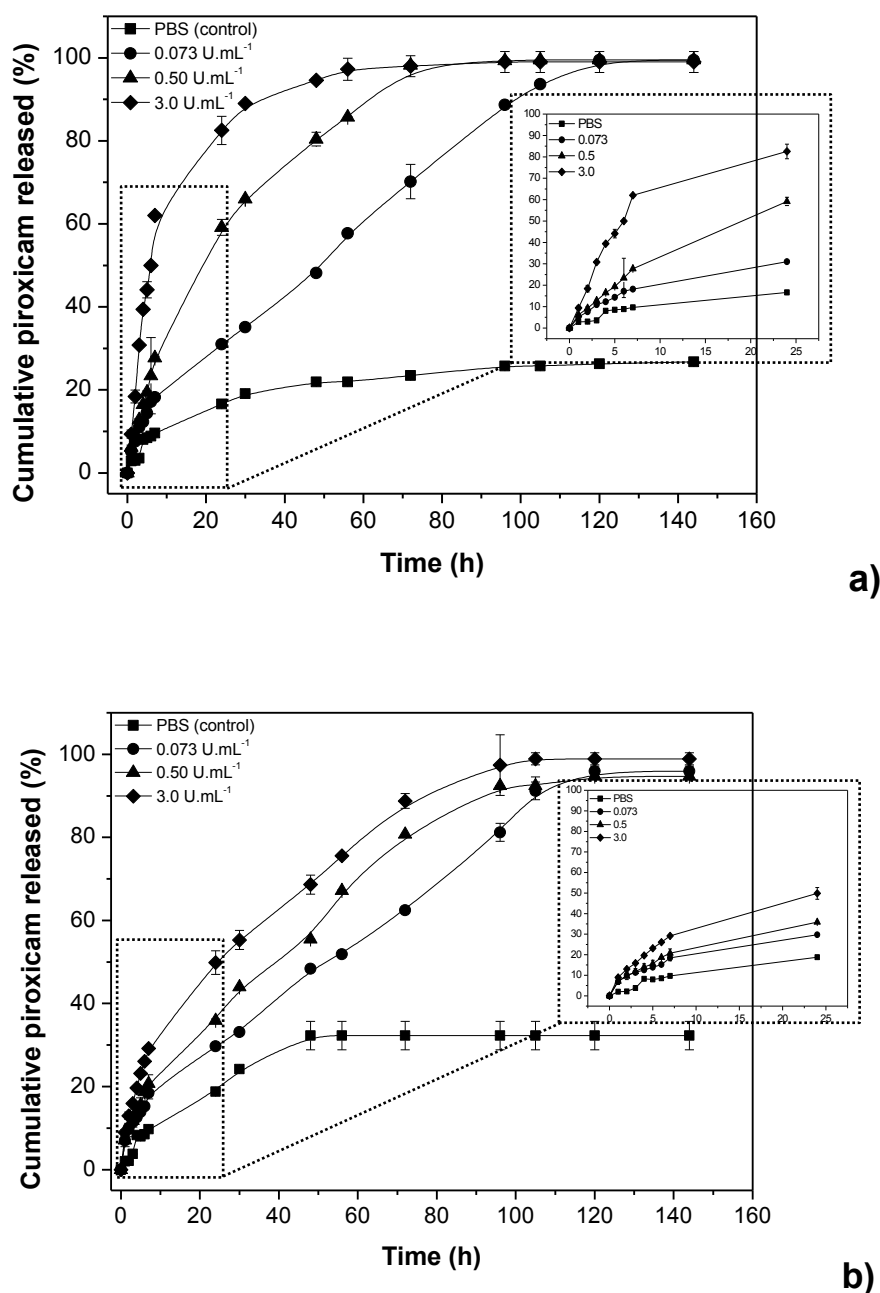 PBS (control)
0.073 U.mL⁻¹
0.50 U.mL⁻¹
3.0 U.mL⁻¹
100
80
60
40
20
0
Cumulative piroxicam released (%)
0 20 40 60 80 100 120 140 160
Time (h)
PBS
0.073
0.5
3.0
100
90
80
70
60
50
40
30
20
10
0
0 5 10 15 20 25
a)
PBS (control)
0.073 U.mL⁻¹
0.50 U.mL⁻¹
3.0 U.mL⁻¹
100
80
60
40
20
0
Cumulative piroxicam released (%)
0 20 40 60 80 100 120 140 160
Time (h)
PBS
0.073
0.5
3.0
100
90
80
70
60
50
40
30
20
10
0
0 5 10 15 20 25
b)